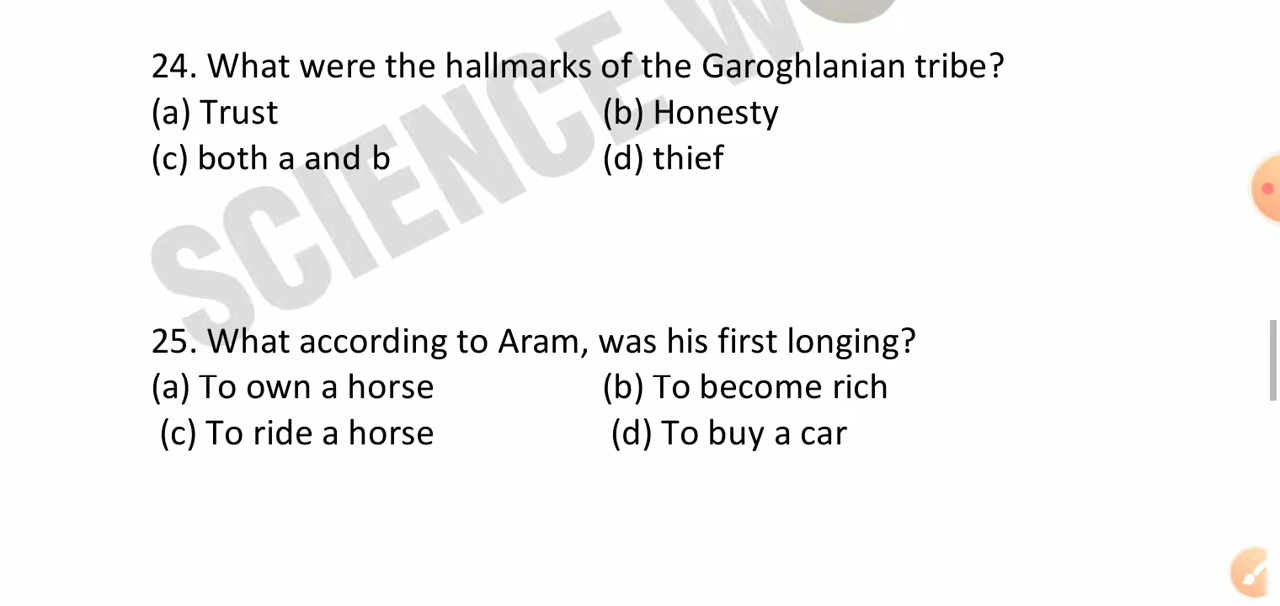 SCIENCE W
24. What were the hallmarks of the Garoghlanian tribe?
(a) Trust (b) Honesty
(c) both a and b (d) thief
25. What according to Aram, was his first longing?
(a) To own a horse (b) To become rich
(c) To ride a horse (d) To buy a car